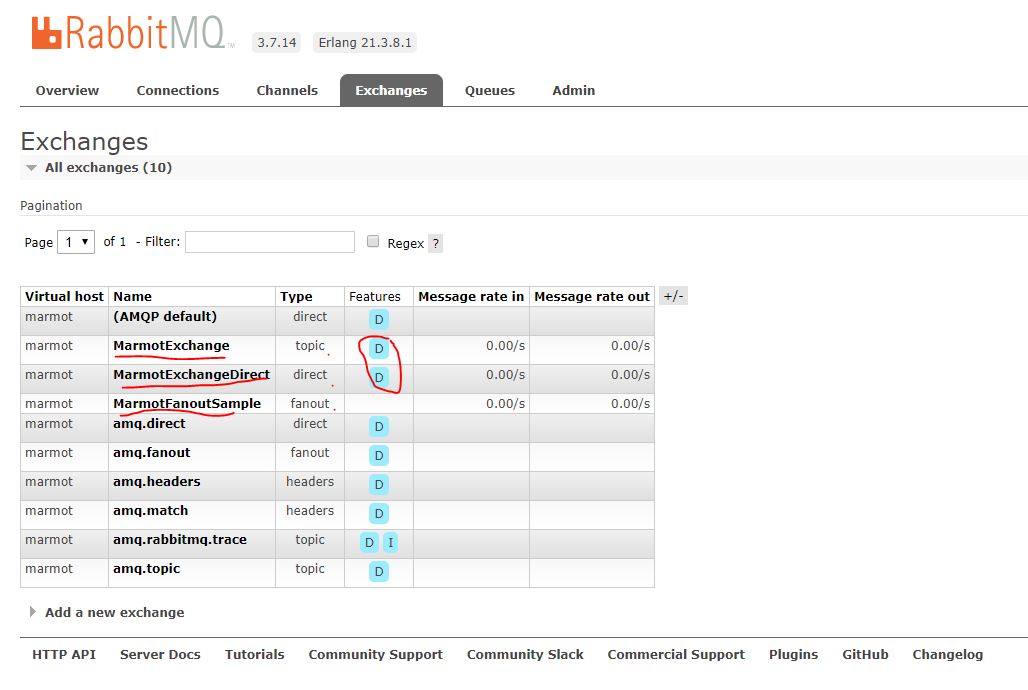 RabbitMQ TM 3.7.14 Erlang 21.3.8.1
Overview Connections Channels Exchanges Queues Admin
Exchanges
All exchanges (10)
Pagination
Page 1 of 1 - Filter: Regex ?
Virtual host Name Type Features Message rate in Message rate out +/-
marmot (AMQP default) direct D
marmot MarmotExchange topic D 0.00/s 0.00/s
marmot MarmotExchangeDirect direct D 0.00/s 0.00/s
marmot MarmotFanoutSample fanout 0.00/s 0.00/s
marmot amq.direct direct D
marmot amq.fanout fanout D
marmot amq.headers headers D
marmot amq.match headers D
marmot amq.rabbitmq.trace topic D I
marmot amq.topic topic D
Add a new exchange
HTTP API Server Docs Tutorials Community Support Community Slack Commercial Support Plugins GitHub Changelog